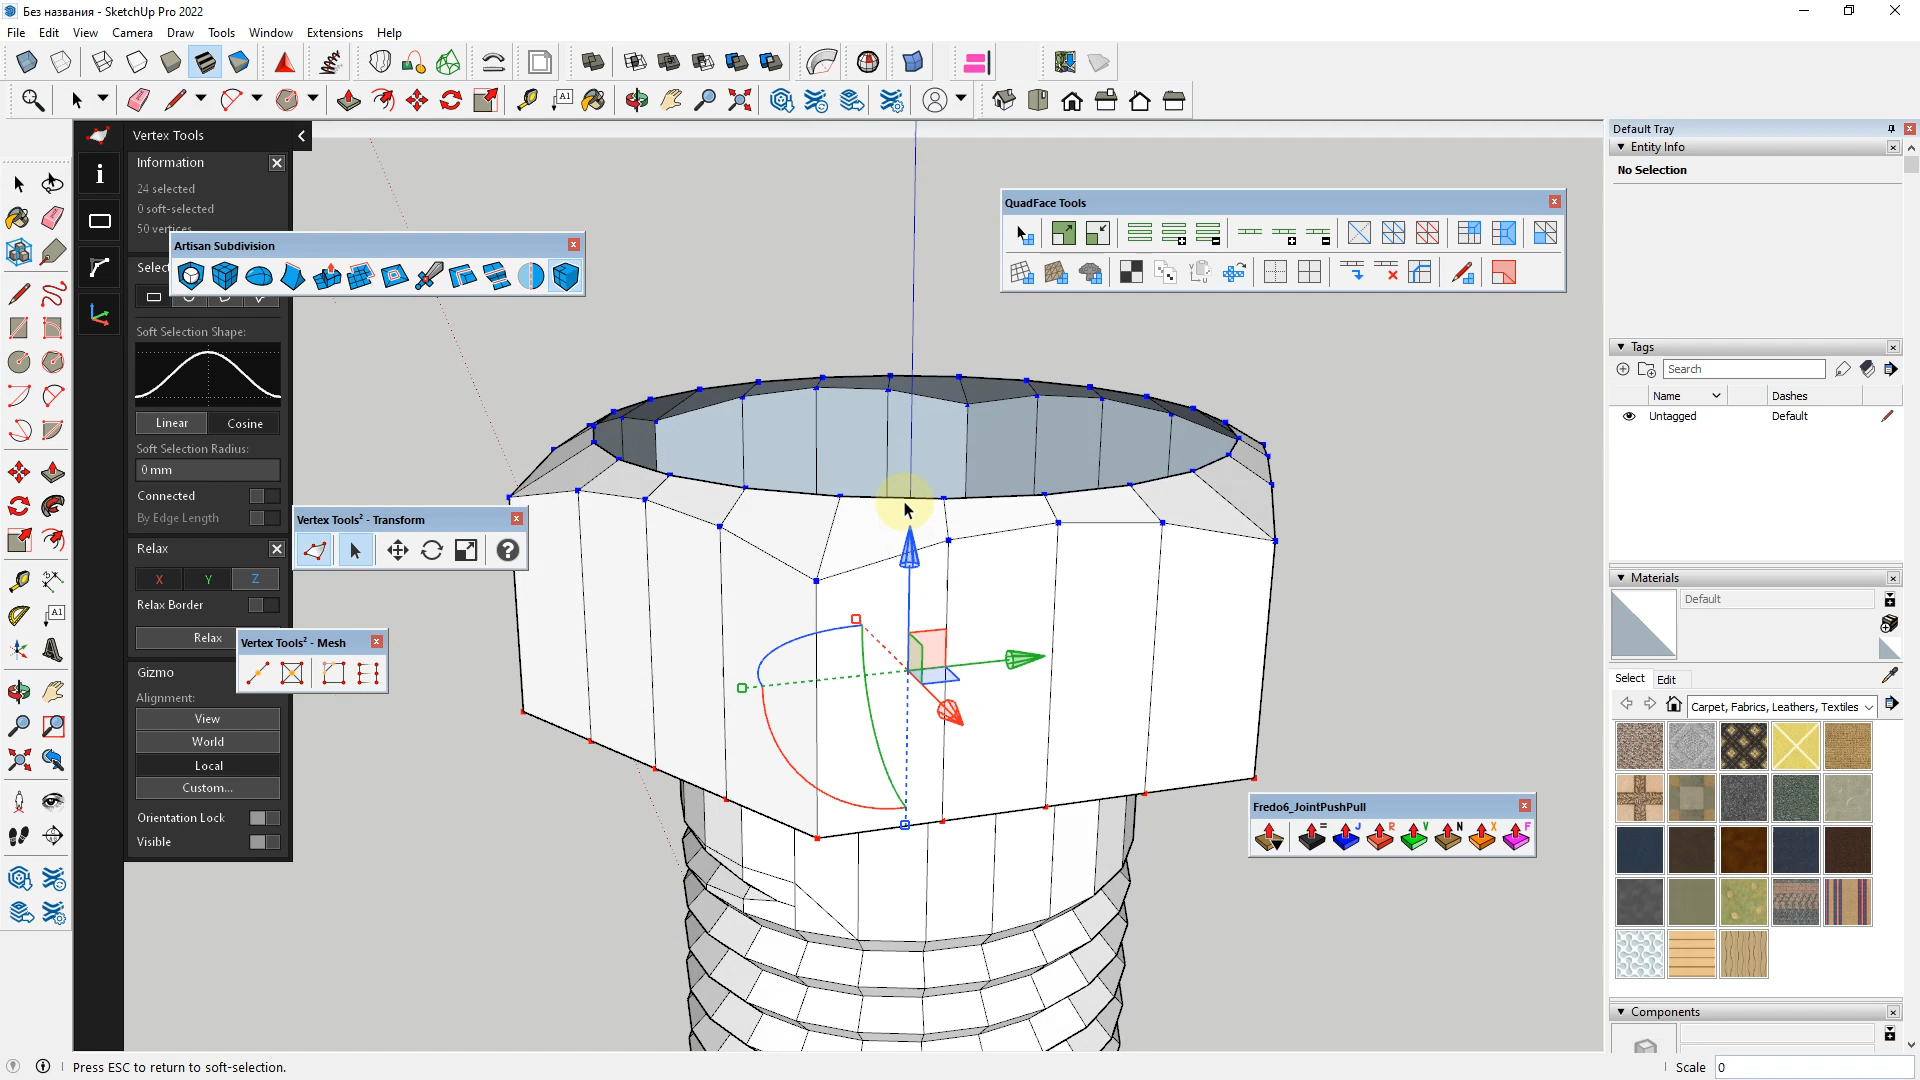 Без названия - SketchUp Pro 2022
File Edit View Camera Draw Tools Window Extensions Help
A1
Vertex Tools
Information
24 selected
0 soft-selected
50 vertices
Artisan Subdivision
Soft Selection Shape:
Linear Cosine
Soft Selection Radius:
0 mm
Connected
By Edge Length
Relax
X Y Z
Relax Border
Relax
Gizmo
Alignment:
View
World
Local
Custom...
Orientation Lock
Visible
Vertex Tools² - Transform
Vertex Tools² - Mesh
QuadFace Tools
Fredo6_JointPushPull
= J R V N X F
A1
Default Tray
Entity Info
No Selection
Tags
Search
Name Dashes
Untagged Default
Materials
Default
Select Edit
Carpet, Fabrics, Leathers, Textiles
Components
Press ESC to return to soft-selection.
Scale 0